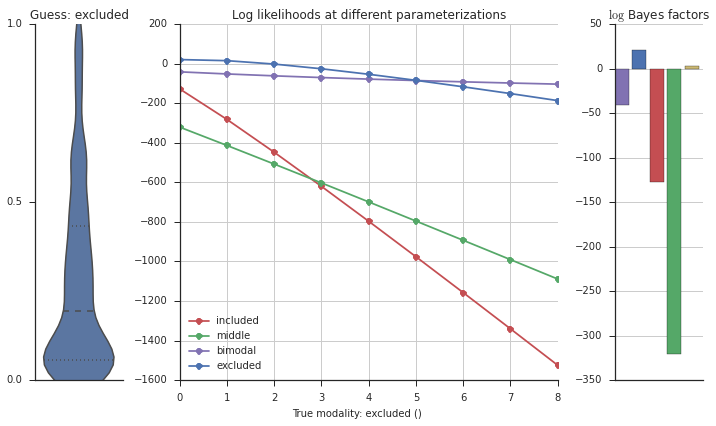 Guess: excluded
1.0
0.5
0.0
Log likelihoods at different parameterizations
200
0
−200
−400
−600
−800
−1000
−1200
−1400
−1600
included
middle
bimodal
excluded
0 1 2 3 4 5 6 7 8
True modality: excluded ()
log Bayes factors
50
0
−50
−100
−150
−200
−250
−300
−350